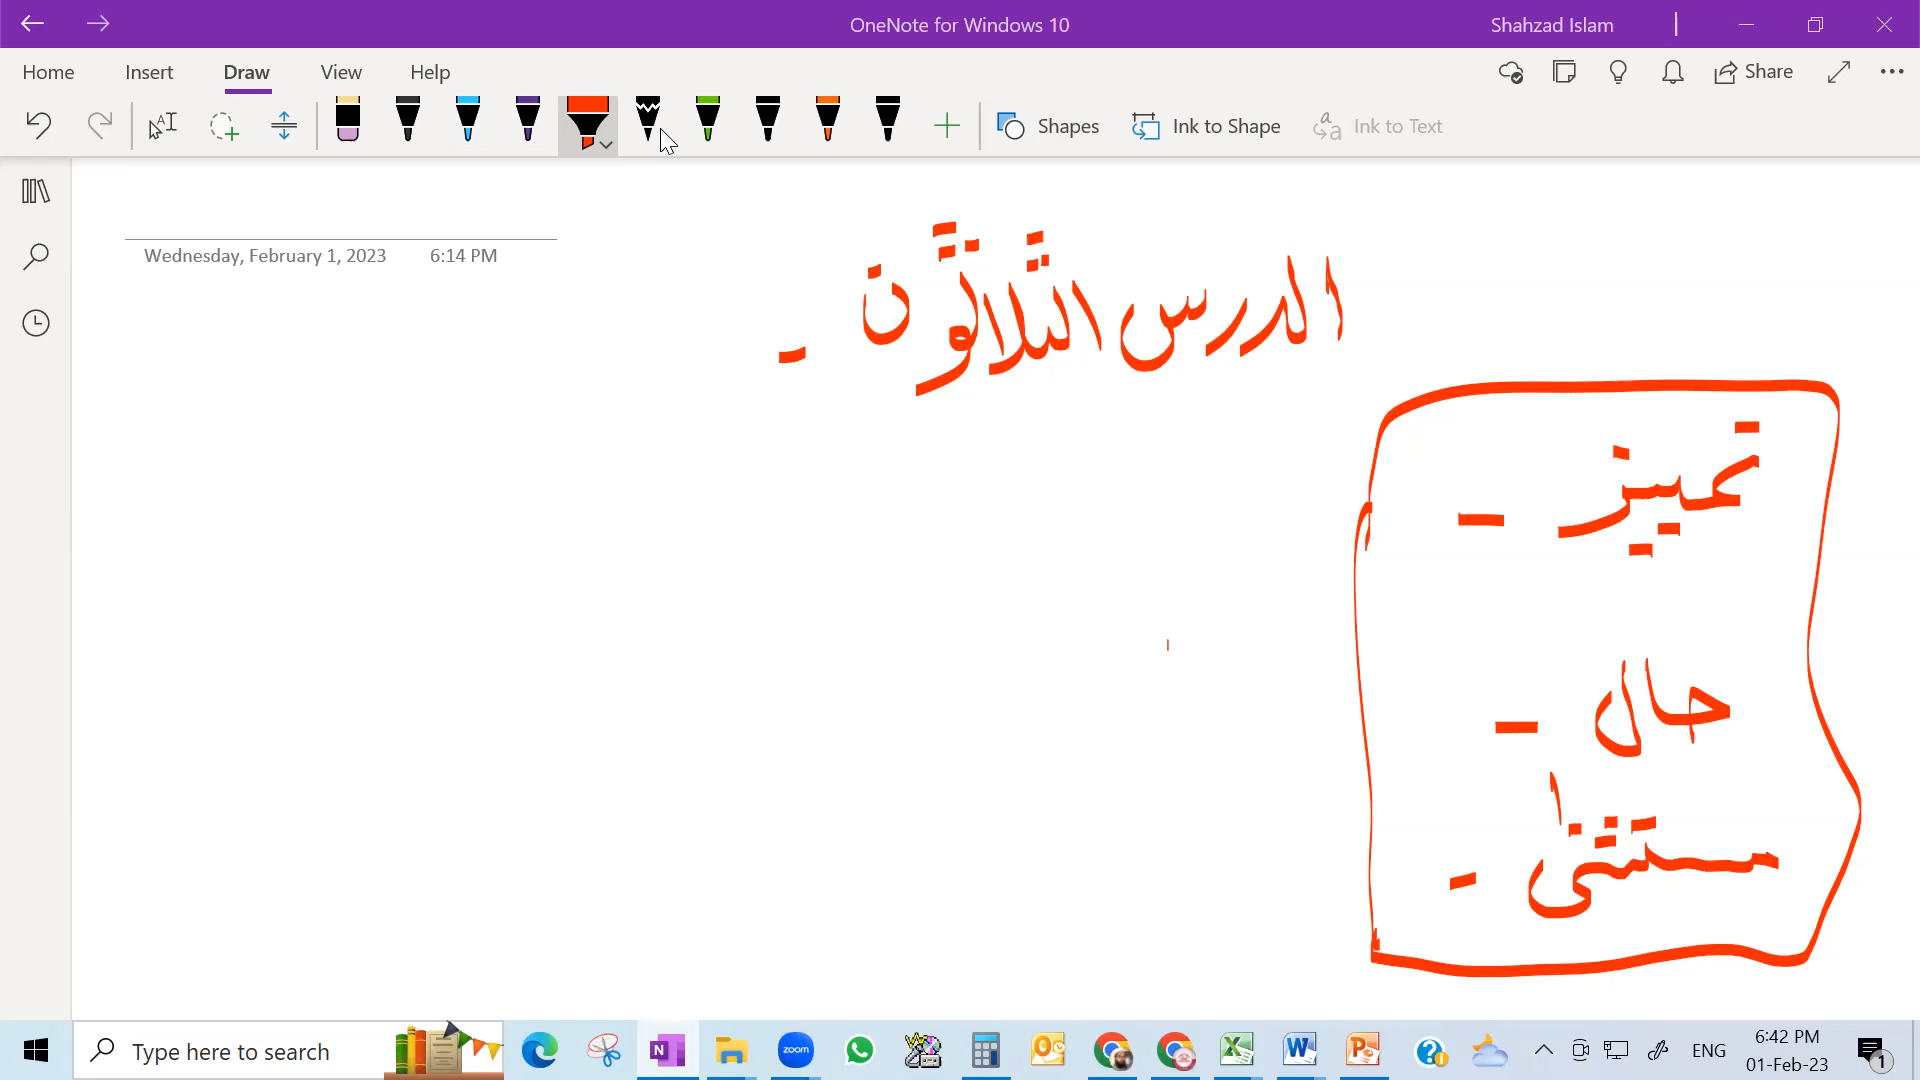 OneNote for Windows 10
Shahzad Islam
Home Insert Draw View Help
Share
Shapes Ink to Shape Ink to Text
الدرس الثلاثون -
Wednesday, February 1, 2023 6:14 PM
تمييز -
حال -
مستثنى -
Type here to search
zoom
ENG
6:42 PM
01-Feb-23
1